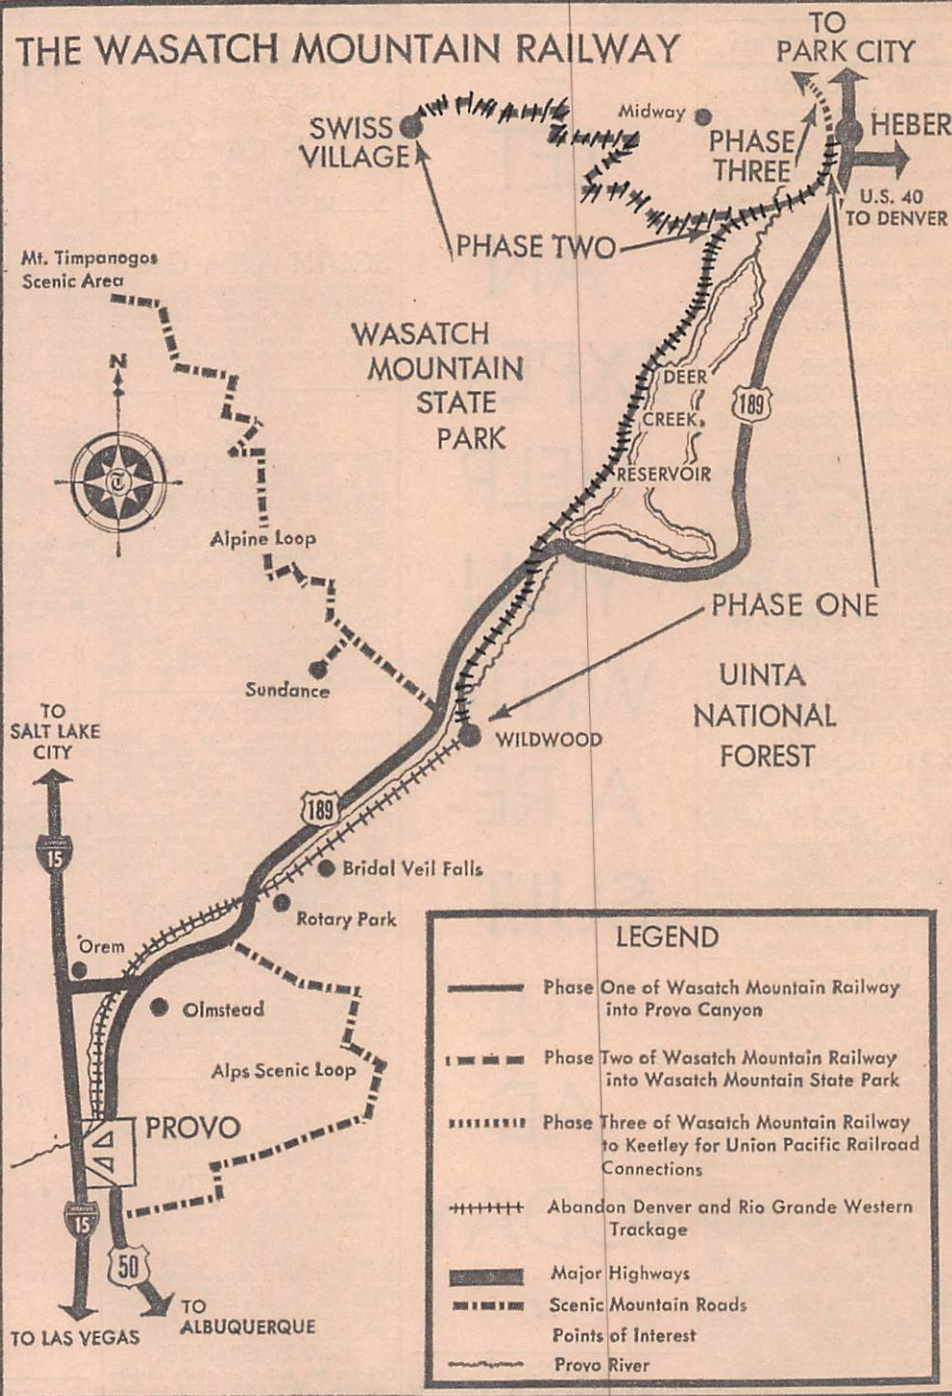 THE WASATCH MOUNTAIN RAILWAY
TO
PARK CITY
SWISS
VILLAGE
Midway
PHASE
THREE
HEBER
U.S. 40
TO DENVER
PHASE TWO
Mt. Timpanogos
Scenic Area
N
WASATCH
MOUNTAIN
STATE
PARK
DEER
CREEK
RESERVOIR
189
T
Alpine Loop
PHASE ONE
Sundance
UINTA
NATIONAL
FOREST
TO
SALT LAKE
CITY
WILDWOOD
189
15
Bridal Veil Falls
Rotary Park
Orem
Olmstead
Alps Scenic Loop
PROVO
15
50
TO
ALBUQUERQUE
TO LAS VEGAS
LEGEND
Phase One of Wasatch Mountain Railway
into Provo Canyon
Phase Two of Wasatch Mountain Railway
into Wasatch Mountain State Park
Phase Three of Wasatch Mountain Railway
to Keetley for Union Pacific Railroad
Connections
Abandon Denver and Rio Grande Western
Trackage
Major Highways
Scenic Mountain Roads
Points of Interest
Provo River